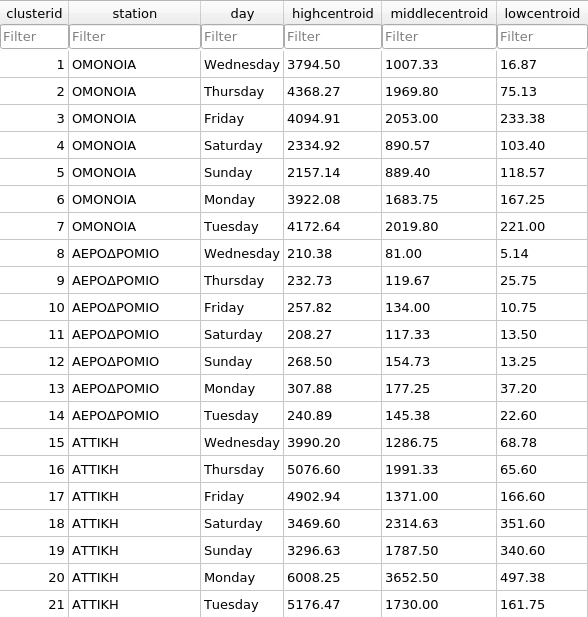 clusterid station day highcentroid middlecentroid lowcentroid
Filter Filter Filter Filter Filter Filter
1 ΟΜΟΝΟΙΑ Wednesday 3794.50 1007.33 16.87
2 ΟΜΟΝΟΙΑ Thursday 4368.27 1969.80 75.13
3 ΟΜΟΝΟΙΑ Friday 4094.91 2053.00 233.38
4 ΟΜΟΝΟΙΑ Saturday 2334.92 890.57 103.40
5 ΟΜΟΝΟΙΑ Sunday 2157.14 889.40 118.57
6 ΟΜΟΝΟΙΑ Monday 3922.08 1683.75 167.25
7 ΟΜΟΝΟΙΑ Tuesday 4172.64 2019.80 221.00
8 ΑΕΡΟΔΡΟΜΙΟ Wednesday 210.38 81.00 5.14
9 ΑΕΡΟΔΡΟΜΙΟ Thursday 232.73 119.67 25.75
10 ΑΕΡΟΔΡΟΜΙΟ Friday 257.82 134.00 10.75
11 ΑΕΡΟΔΡΟΜΙΟ Saturday 208.27 117.33 13.50
12 ΑΕΡΟΔΡΟΜΙΟ Sunday 268.50 154.73 13.25
13 ΑΕΡΟΔΡΟΜΙΟ Monday 307.88 177.25 37.20
14 ΑΕΡΟΔΡΟΜΙΟ Tuesday 240.89 145.38 22.60
15 ΑΤΤΙΚΗ Wednesday 3990.20 1286.75 68.78
16 ΑΤΤΙΚΗ Thursday 5076.60 1991.33 65.60
17 ΑΤΤΙΚΗ Friday 4902.94 1371.00 166.60
18 ΑΤΤΙΚΗ Saturday 3469.60 2314.63 351.60
19 ΑΤΤΙΚΗ Sunday 3296.63 1787.50 340.60
20 ΑΤΤΙΚΗ Monday 6008.25 3652.50 497.38
21 ΑΤΤΙΚΗ Tuesday 5176.47 1730.00 161.75